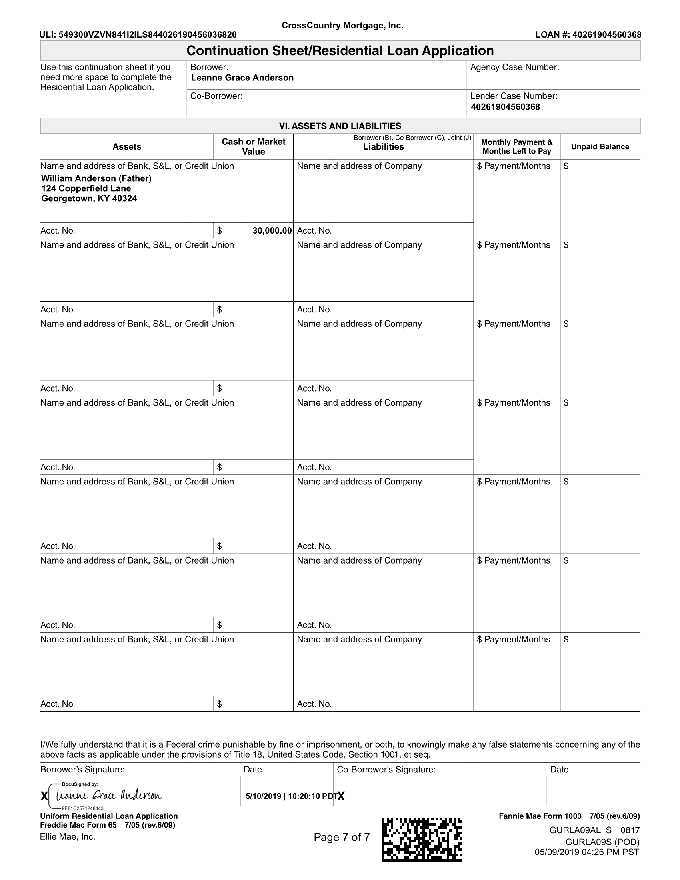 CrossCountry Mortgage, Inc.
ULI: 549300VZVN841I2ILS844026190456036820 LOAN #: 40261904560368
Continuation Sheet/Residential Loan Application
Use this continuation sheet if you
need more space to complete the
Residential Loan Application.
Borrower:
Leanne Grace Anderson
Agency Case Number:
Co-Borrower:
Lender Case Number:
40261904560368
VI. ASSETS AND LIABILITIES
Borrower (B), Co-Borrower (C), Joint (J)
Assets Cash or Market Value Liabilities Monthly Payment & Months Left to Pay Unpaid Balance
Name and address of Bank, S&L, or Credit Union Name and address of Company $ Payment/Months $
William Anderson (Father)
124 Copperfield Lane
Georgetown, KY 40324
Acct. No. $ 30,000.00 Acct. No.
Name and address of Bank, S&L, or Credit Union Name and address of Company $ Payment/Months $
Acct. No. $ Acct. No.
Name and address of Bank, S&L, or Credit Union Name and address of Company $ Payment/Months $
Acct. No. $ Acct. No.
Name and address of Bank, S&L, or Credit Union Name and address of Company $ Payment/Months $
Acct. No. $ Acct. No.
Name and address of Bank, S&L, or Credit Union Name and address of Company $ Payment/Months $
Acct. No. $ Acct. No.
Name and address of Bank, S&L, or Credit Union Name and address of Company $ Payment/Months $
Acct. No. $ Acct. No.
Name and address of Bank, S&L, or Credit Union Name and address of Company $ Payment/Months $
Acct. No. $ Acct. No.
I/We fully understand that it is a Federal crime punishable by fine or imprisonment, or both, to knowingly make any false statements concerning any of the
above facts as applicable under the provisions of Title 18, United States Code, Section 1001, et seq.
Borrower's Signature: Date Co-Borrower's Signature: Date
DocuSigned by:
X Leanne Grace Anderson 5/10/2019 | 10:20:10 PDT X
Uniform Residential Loan Application
Freddie Mac Form 65 7/05 (rev.6/09)
Fannie Mae Form 1003 7/05 (rev.6/09)
Ellie Mae, Inc.
Page 7 of 7
GURLA09AL_S 0617
GURLA09S (POD)
05/09/2019 04:25 PM PST